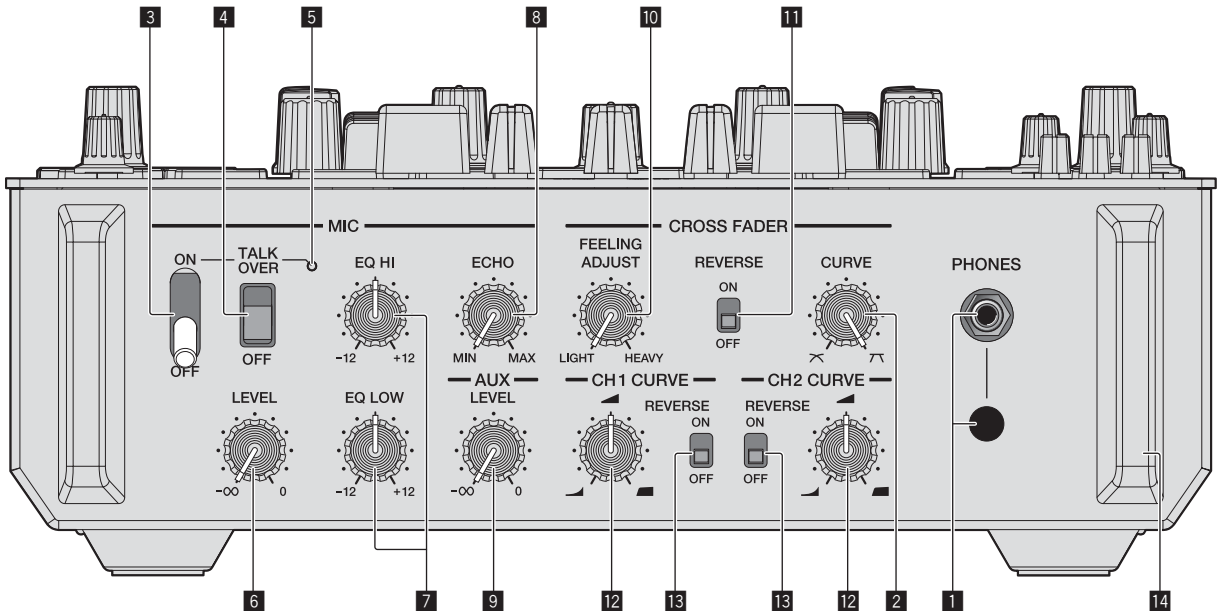 3 4 5 8 10 11
MIC
CROSS FADER
ON
TALK
OVER
EQ HI
ECHO
FEELING
ADJUST
REVERSE
CURVE
PHONES
ON
OFF
OFF
OFF
-12 +12
MIN MAX
LIGHT HEAVY
AUX
CH1 CURVE
CH2 CURVE
LEVEL
EQ LOW
LEVEL
REVERSE
ON
OFF
REVERSE
ON
OFF
-∞ 0
-12 +12
-∞ 0
6 7 9 12 13 13 12 2 1 14